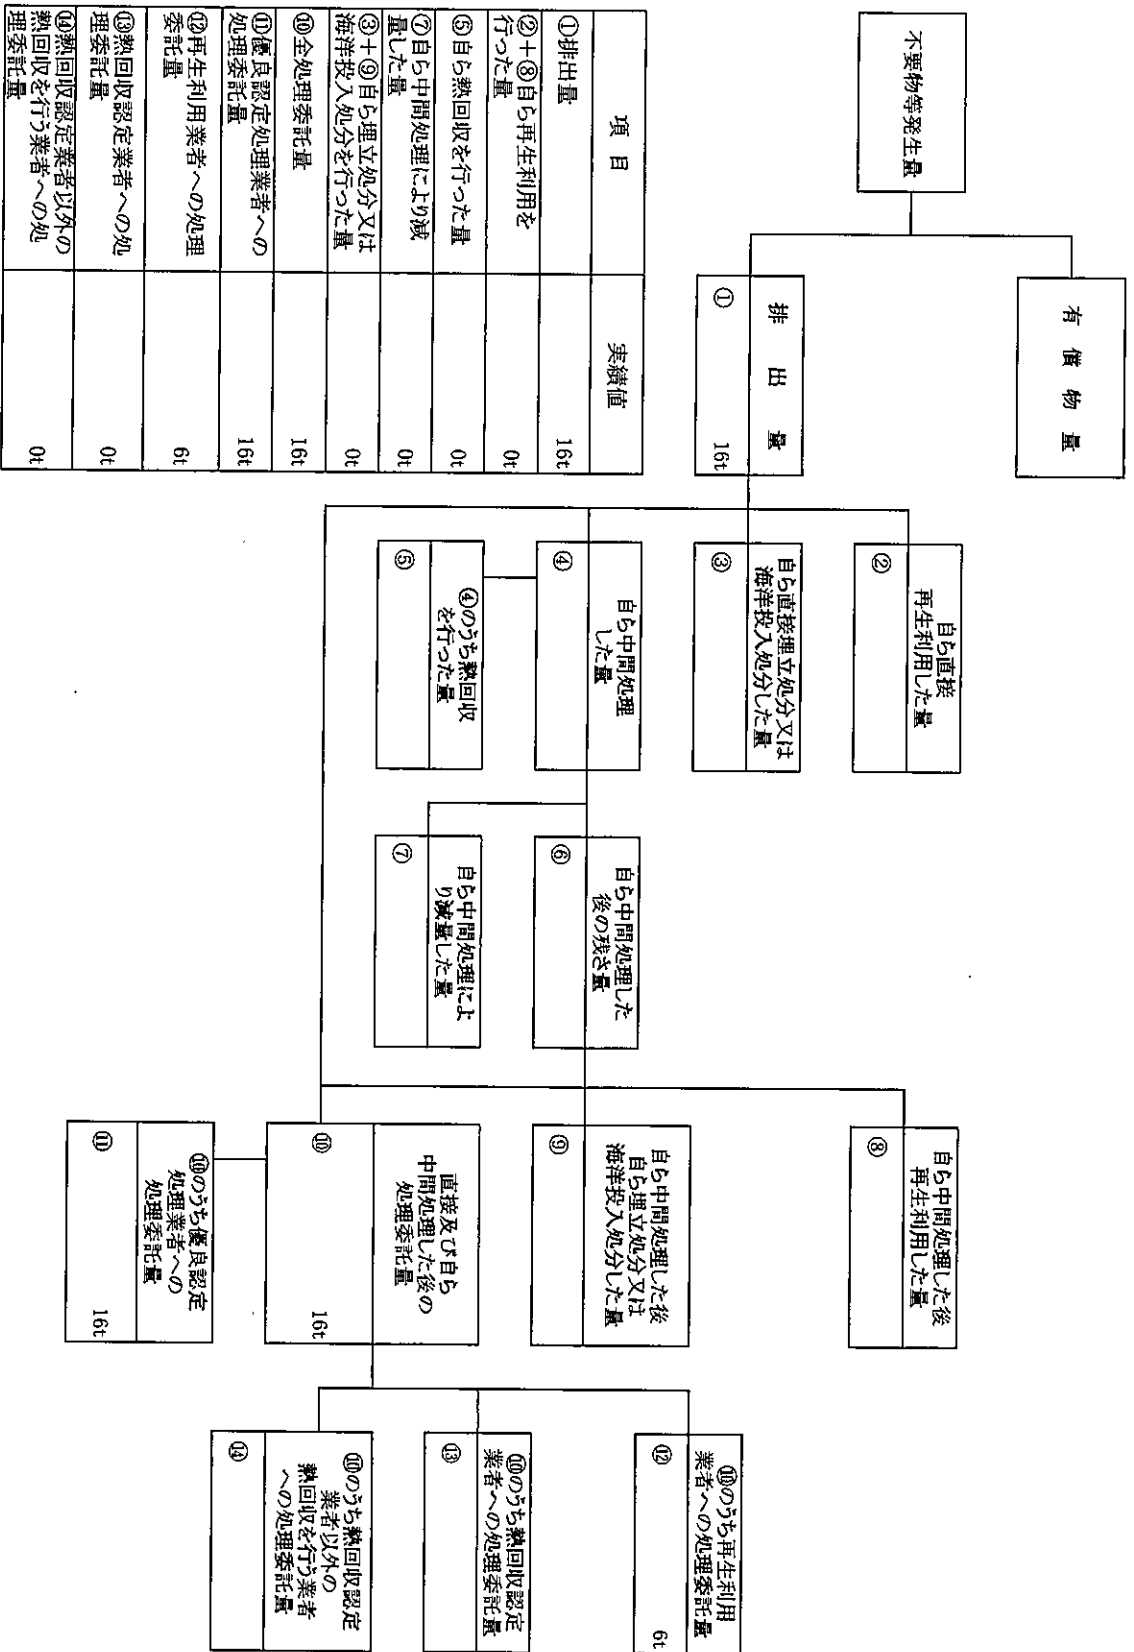 不要物等発生量
有償物量
排出量
①
16t
自ら直接
再生利用した量
②
自ら直接埋立処分又は
海洋投入処分した量
③
自ら中間処理
した量
④
④のうち熱回収
を行った量
⑤
自ら中間処理した
後の残さ量
⑥
自ら中間処理によ
り減量した量
⑦
自ら中間処理した後
再生利用した量
⑧
自ら中間処理した後
自ら埋立処分又は
海洋投入処分した量
⑨
直接及び自ら
中間処理した後の
処理委託量
⑩
16t
⑩のうち優良認定
処理業者への
処理委託量
⑪
16t
⑩のうち再生利用
業者への処理委託量
⑫
6t
⑩のうち熱回収認定
業者への処理委託量
⑬
⑩のうち熱回収認定
業者以外の
熱回収を行う業者
への処理委託量
⑭
項目 実績値
①排出量 16t
②+⑧自ら再生利用を
行った量 0t
⑤自ら熱回収を行った量 0t
⑦自ら中間処理により減
量した量 0t
③+⑨自ら埋立処分又は
海洋投入処分を行った量 0t
⑩全処理委託量 16t
⑪優良認定処理業者への
処理委託量 16t
⑫再生利用業者への処理
委託量 6t
⑬熱回収認定業者への処
理委託量 0t
⑭熱回収認定業者以外の
熱回収を行う業者への処
理委託量 0t